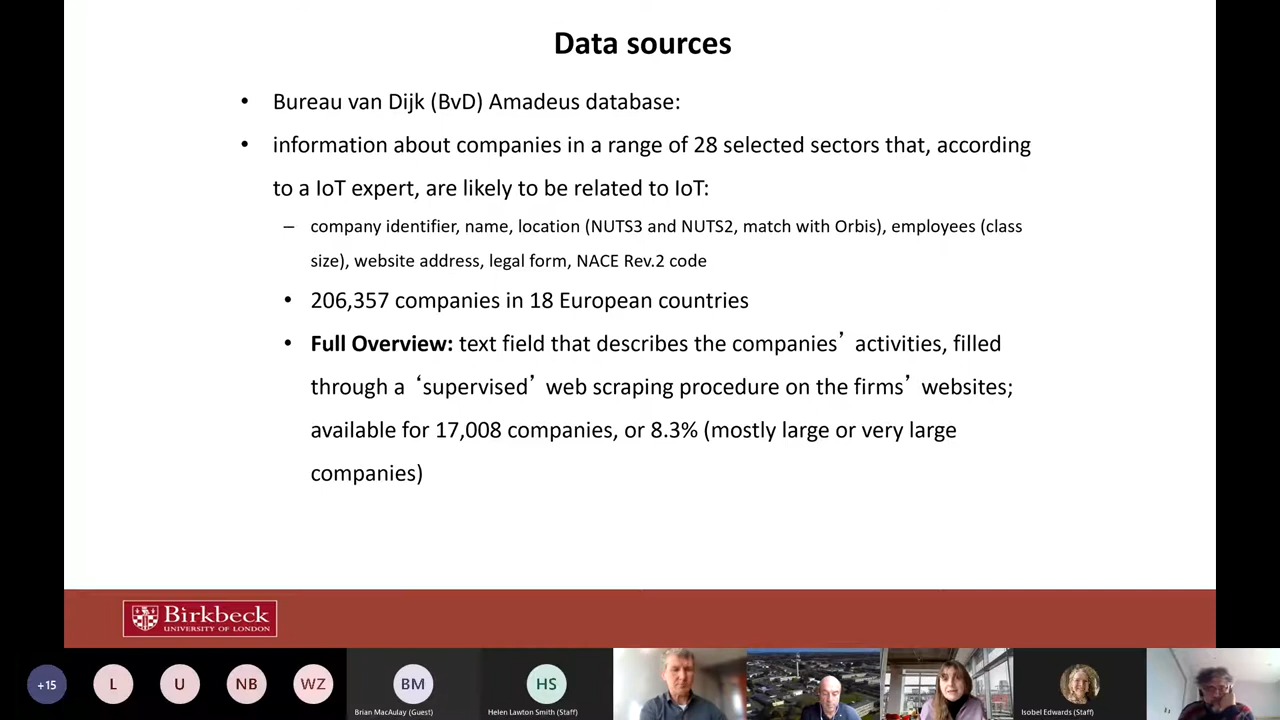 Data sources
• Bureau van Dijk (BvD) Amadeus database:
• information about companies in a range of 28 selected sectors that, according
to a IoT expert, are likely to be related to IoT:
– company identifier, name, location (NUTS3 and NUTS2, match with Orbis), employees (class
size), website address, legal form, NACE Rev.2 code
• 206,357 companies in 18 European countries
• Full Overview: text field that describes the companies’ activities, filled
through a ‘supervised’ web scraping procedure on the firms’ websites;
available for 17,008 companies, or 8.3% (mostly large or very large
companies)
Birkbeck
UNIVERSITY OF LONDON
+15
L
U
NB
WZ
BM
HS
Brian MacAulay (Guest)
Helen Lawton Smith (Staff)
Isobel Edwards (Staff)